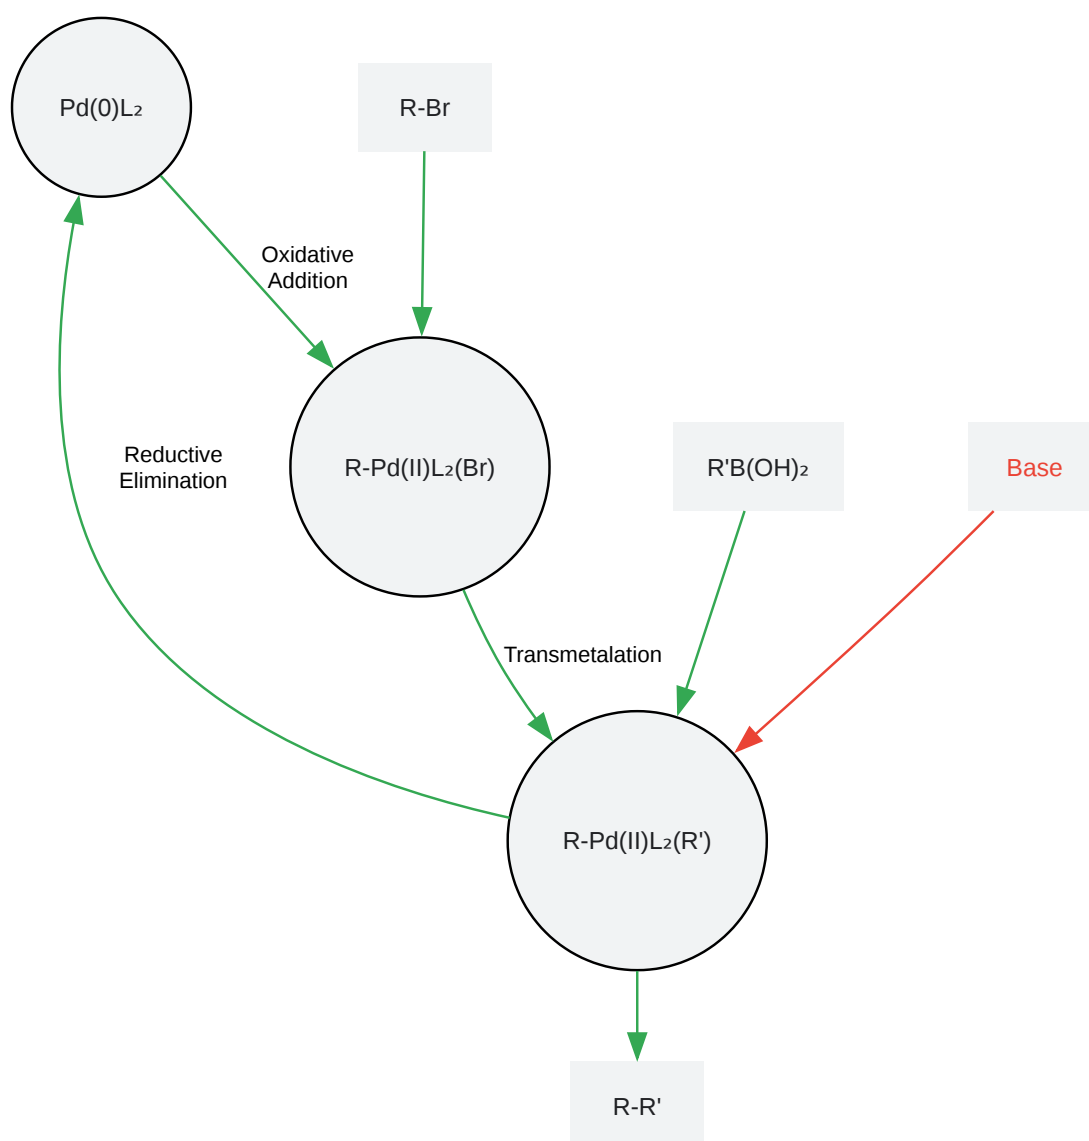 Pd(0)L₂
R-Br
Oxidative
Addition
Reductive
Elimination
R-Pd(II)L₂(Br)
R'B(OH)₂
Base
Transmetalation
R-Pd(II)L₂(R')
R-R'